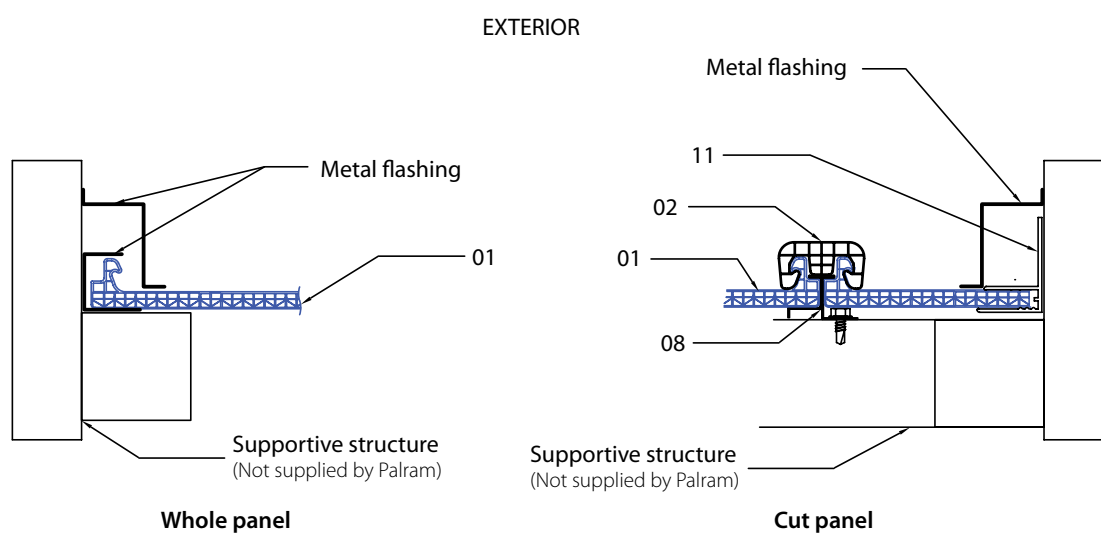 EXTERIOR
Metal flashing
01
Supportive structure
(Not supplied by Palram)
Whole panel
Metal flashing
11
02
01
08
Supportive structure
(Not supplied by Palram)
Cut panel